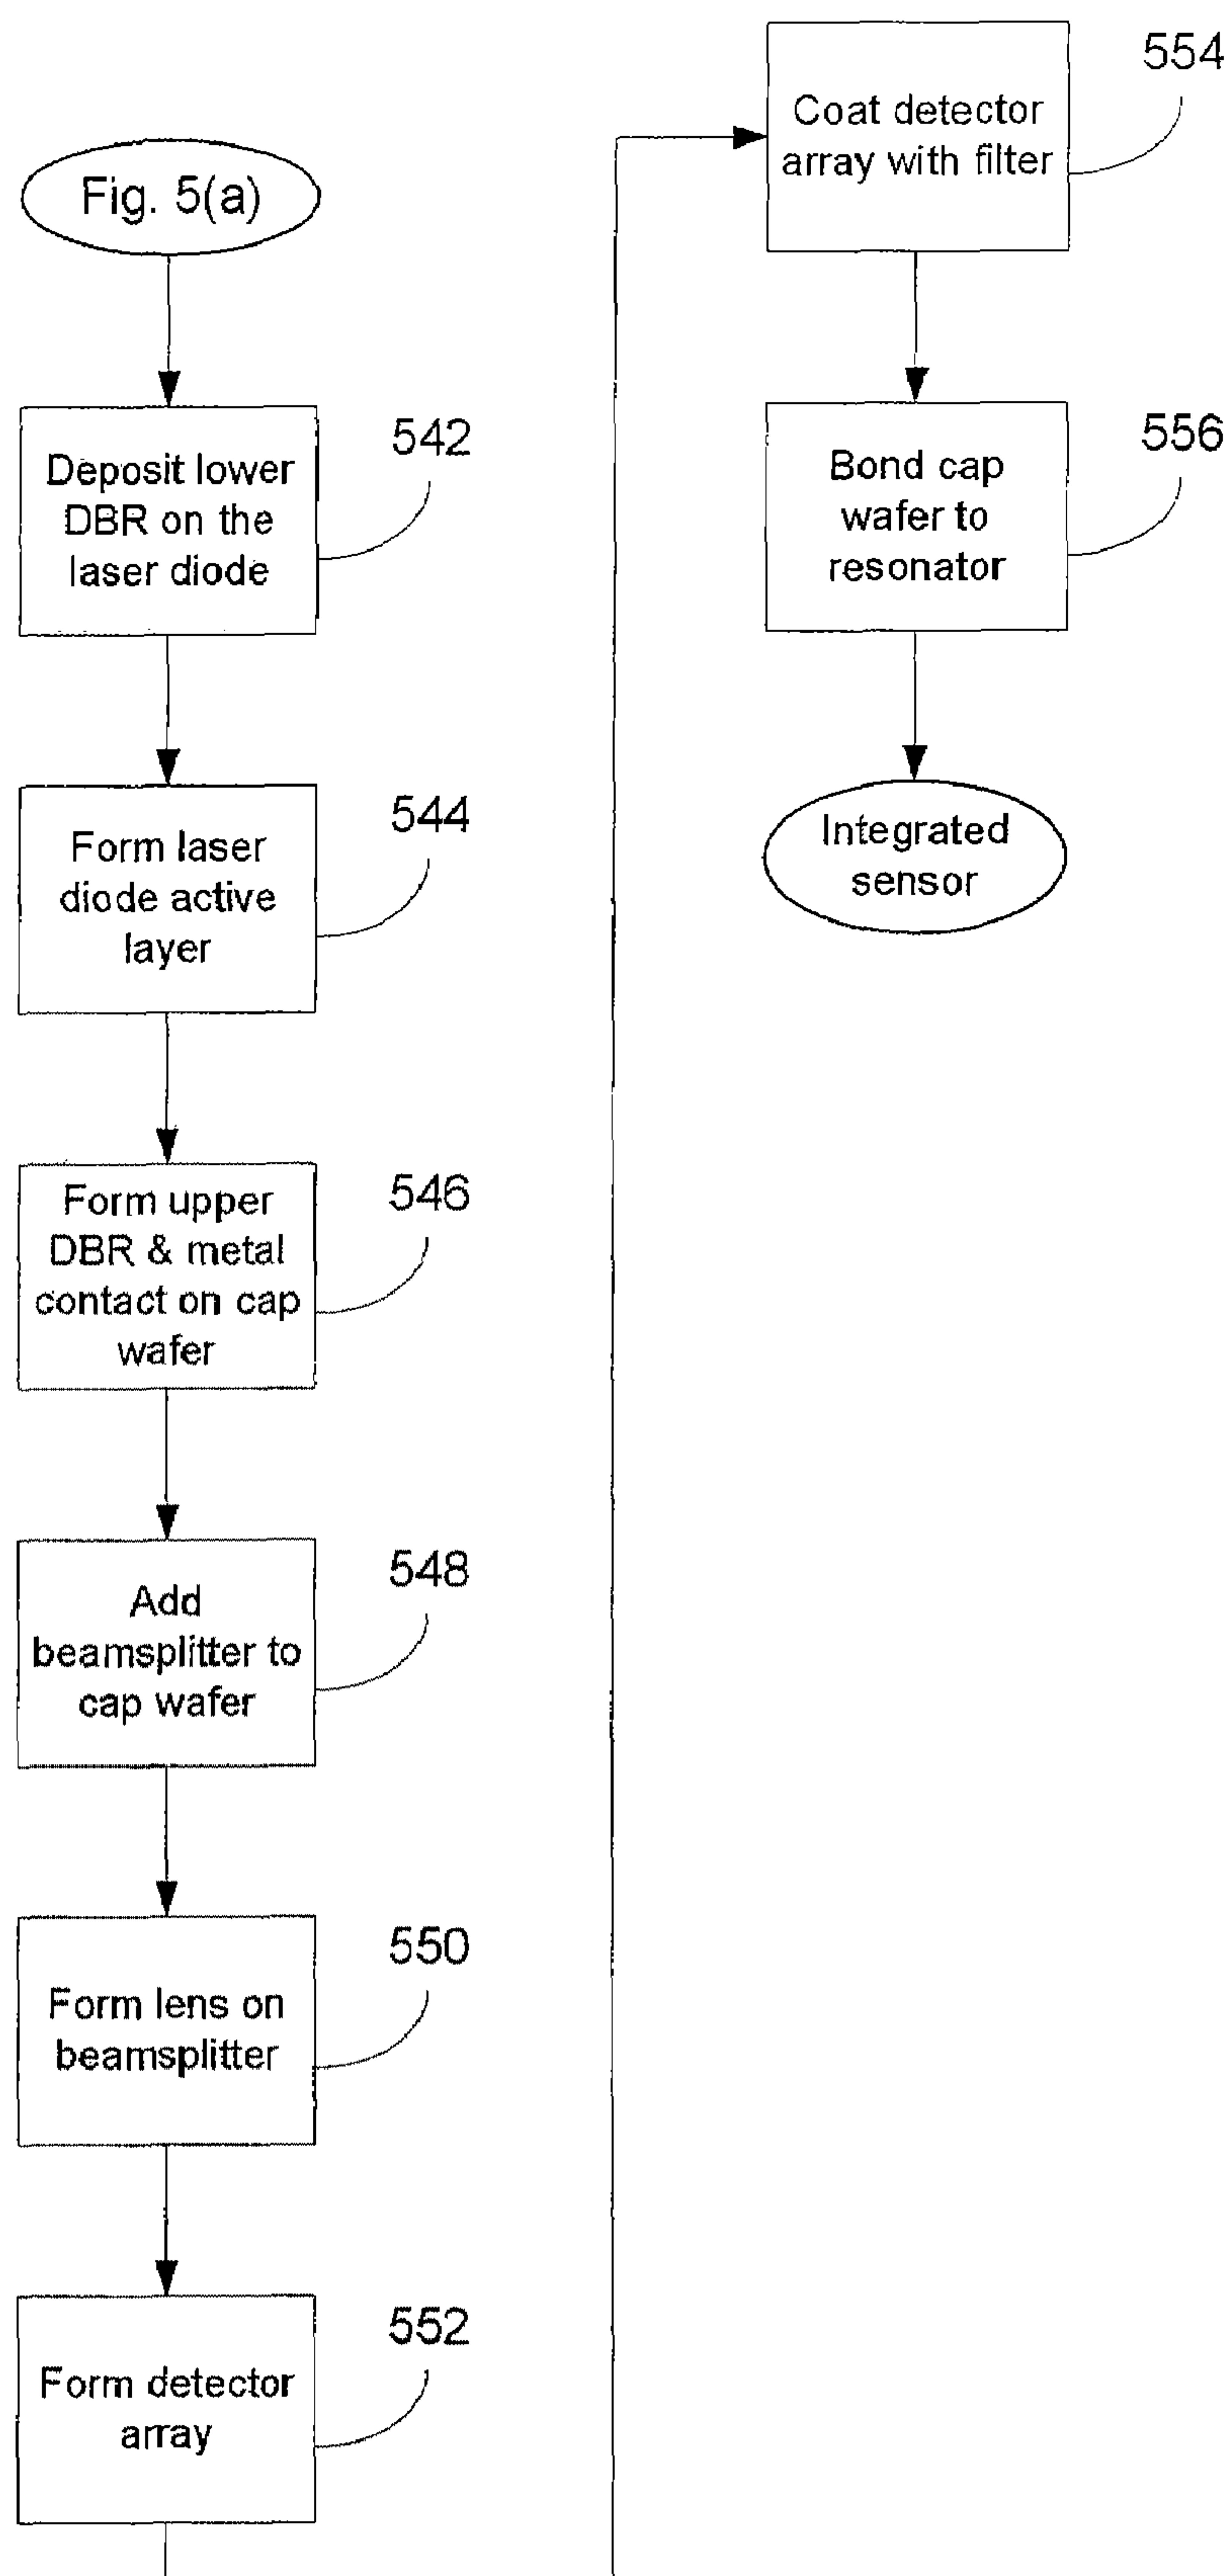 Fig. 5(a)
Deposit lower
DBR on the
laser diode
542
Form laser
diode active
layer
544
Form upper
DBR & metal
contact on cap
wafer
546
Add
beamsplitter to
cap wafer
548
Form lens on
beamsplitter
550
Form detector
array
552
Coat detector
array with filter
554
Bond cap
wafer to
resonator
556
Integrated
sensor